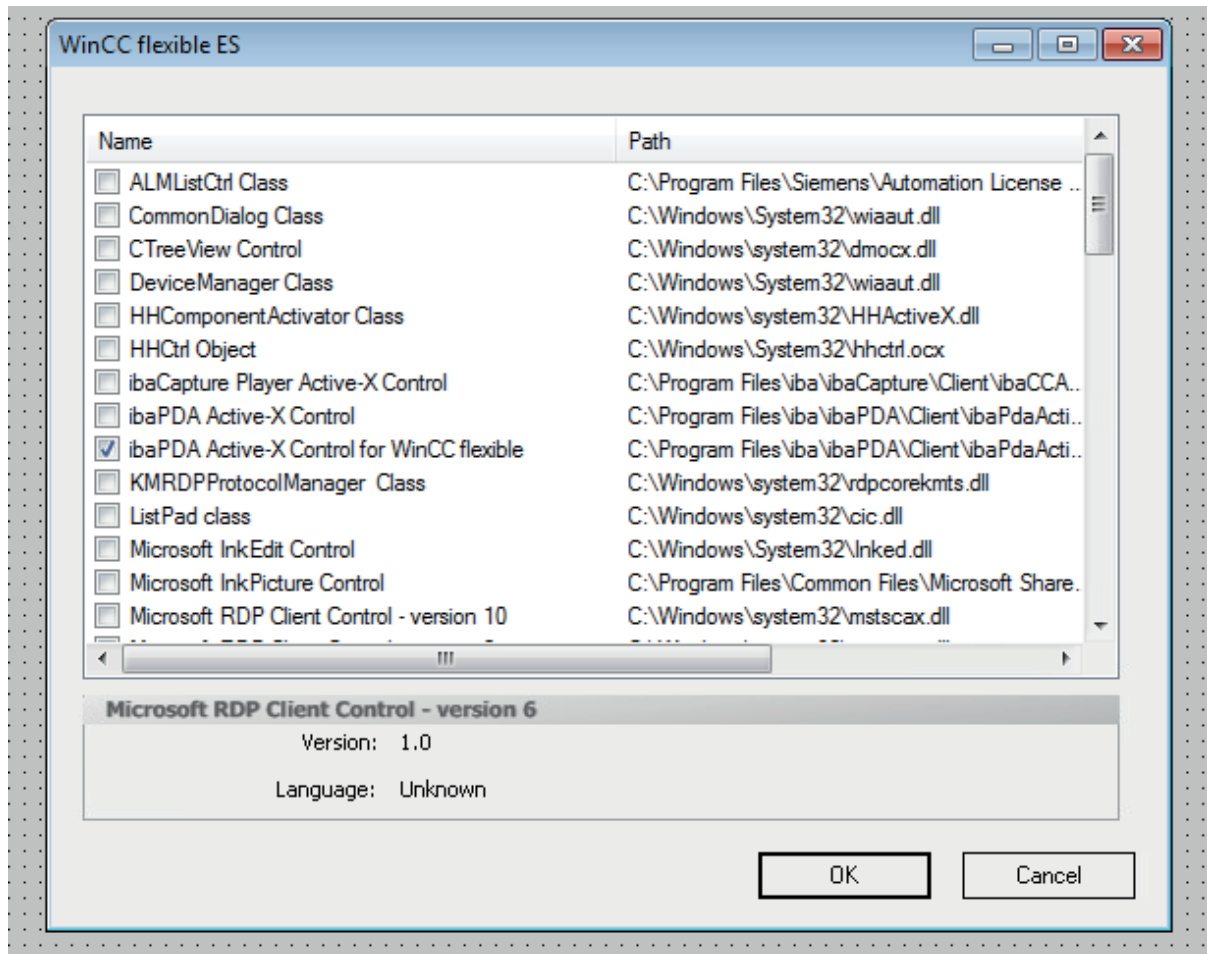 WinCC flexible ES
Name Path
ALMListCtrl Class C:\Program Files\Siemens\Automation License ...
CommonDialog Class C:\Windows\System32\wiaaut.dll
CTreeView Control C:\Windows\system32\dmocx.dll
DeviceManager Class C:\Windows\System32\wiaaut.dll
HHComponentActivator Class C:\Windows\system32\HHActiveX.dll
HHCtrl Object C:\Windows\System32\hhctrl.ocx
ibaCapture Player Active-X Control C:\Program Files\iba\ibaCapture\Client\ibaCCA...
ibaPDA Active-X Control C:\Program Files\iba\ibaPDA\Client\ibaPdaActi...
ibaPDA Active-X Control for WinCC flexible C:\Program Files\iba\ibaPDA\Client\ibaPdaActi...
KMRDPProtocolManager Class C:\Windows\system32\rdpcorekmts.dll
ListPad class C:\Windows\system32\cic.dll
Microsoft InkEdit Control C:\Windows\System32\Inked.dll
Microsoft InkPicture Control C:\Program Files\Common Files\Microsoft Share...
Microsoft RDP Client Control - version 10 C:\Windows\system32\mstscax.dll
Microsoft RDP Client Control - version 6
Version: 1.0
Language: Unknown
OK Cancel